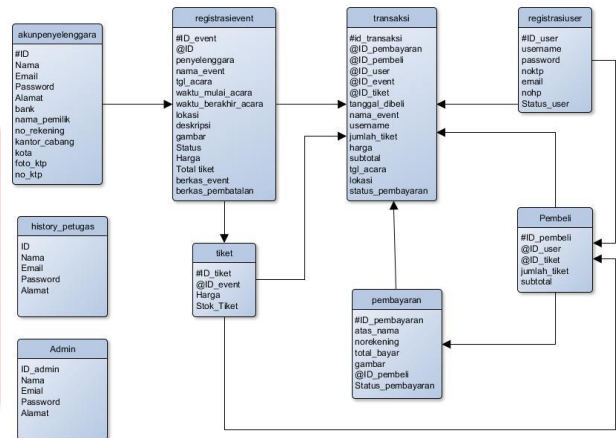 akunpenyelenggara
#ID
Nama
Email
Password
Alamat
bank
nama_pemilik
no_rekening
kantor_cabang
kota
foto_ktp
no_ktp
registrasievent
#ID_event
@ID
penyelenggara
nama_event
tgl_acara
waktu_mulai_acara
waktu_berakhir_acara
lokasi
deskripsi
gambar
Status
Harga
Total tiket
berkas_event
berkas_pembatalan
transaksi
#id_transaksi
@ID_pembayaran
@ID_pembeli
@ID_user
@ID_event
@ID_tiket
tanggal_dibeli
nama_event
username
jumlah_tiket
harga
subtotal
tgl_acara
lokasi
status_pembayaran
registrasiuser
#ID_user
username
password
noktp
email
nohp
Status_user
history_petugas
ID
Nama
Email
Password
Alamat
tiket
#ID_tiket
@ID_event
Harga
Stok_Tiket
Pembeli
#ID_pembeli
@ID_user
@ID_tiket
jumlah_tiket
subtotal
pembayaran
#ID_pembayaran
atas_nama
norekening
total_bayar
gambar
@ID_pembeli
Status_pembayaran
Admin
ID_admin
Nama
Emial
Password
Alamat